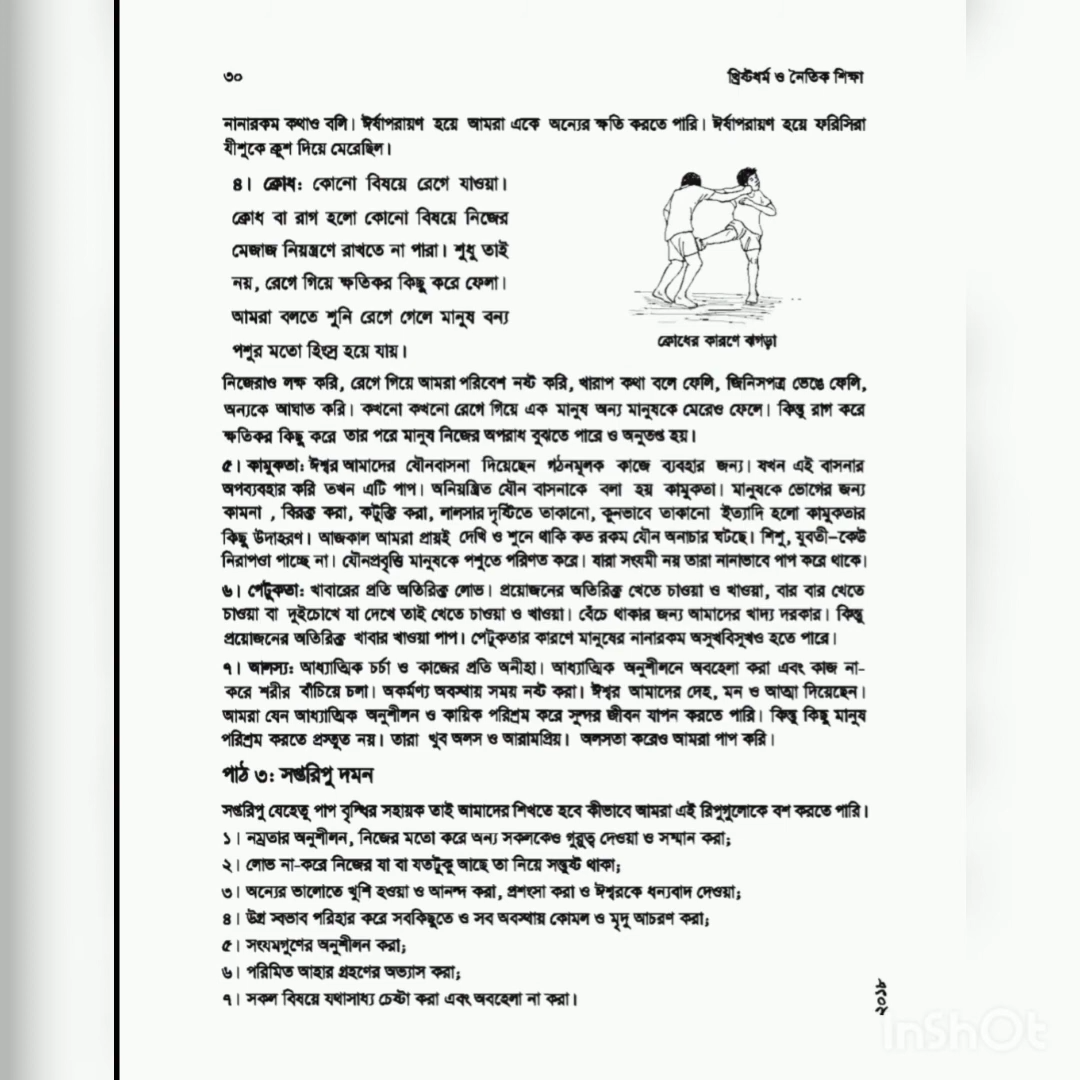 ৩০
খ্রিষ্টধর্ম ও নৈতিক শিক্ষা
নানারকম কথাও বলি। ঈর্ষাপরায়ণ হয়ে আমরা একে অন্যের ক্ষতি করতে পারি। ঈর্ষাপরায়ণ হয়ে ফরিসিরা
যীশুকে ক্রুশ দিয়ে মেরেছিল।
৪। ক্রোধ: কোনো বিষয়ে রেগে যাওয়া।
ক্রোধ বা রাগ হলো কোনো বিষয়ে নিজের
মেজাজ নিয়ন্ত্রণে রাখতে না পারা। শুধু তাই
নয়, রেগে গিয়ে ক্ষতিকর কিছু করে ফেলা।
আমরা বলতে শুনি রেগে গেলে মানুষ বন্য
পশুর মতো হিংস্র হয়ে যায়।
ক্রোধের কারণে ঝগড়া
নিজেরাও লক্ষ করি, রেগে গিয়ে আমরা পরিবেশ নষ্ট করি, খারাপ কথা বলে ফেলি, জিনিসপত্র ভেঙে ফেলি,
অন্যকে আঘাত করি। কখনো কখনো রেগে গিয়ে এক মানুষ অন্য মানুষকে মেরেও ফেলে। কিন্তু রাগ করে
ক্ষতিকর কিছু করে তার পরে মানুষ নিজের অপরাধ বুঝতে পারে ও অনুতপ্ত হয়।
৫। কামুকতা: ঈশ্বর আমাদের যৌনবাসনা দিয়েছেন গঠনমূলক কাজে ব্যবহার জন্য। যখন এই বাসনার
অপব্যবহার করি তখন এটি পাপ। অনিয়ন্ত্রিত যৌন বাসনাকে বলা হয় কামুকতা। মানুষকে ভোগের জন্য
কামনা , বিরক্ত করা, কটূক্তি করা, লালসার দৃষ্টিতে তাকানো, কূনভাবে তাকানো ইত্যাদি হলো কামুকতার
কিছু উদাহরণ। আজকাল আমরা প্রায়ই দেখি ও শুনে থাকি কত রকম যৌন অনাচার ঘটছে। শিশু, যুবতী–কেউ
নিরাপত্তা পাচ্ছে না। যৌনপ্রবৃত্তি মানুষকে পশুতে পরিণত করে। যারা সংযমী নয় তারা নানাভাবে পাপ করে থাকে।
৬। পেটুকতা: খাবারের প্রতি অতিরিক্ত লোভ। প্রয়োজনের অতিরিক্ত খেতে চাওয়া ও খাওয়া, বার বার খেতে
চাওয়া বা দুইচোখে যা দেখে তাই খেতে চাওয়া ও খাওয়া। বেঁচে থাকার জন্য আমাদের খাদ্য দরকার। কিন্তু
প্রয়োজনের অতিরিক্ত খাবার খাওয়া পাপ। পেটুকতার কারণে মানুষের নানারকম অসুখবিসুখও হতে পারে।
৭। আলস্য: আধ্যাত্মিক চর্চা ও কাজের প্রতি অনীহা। আধ্যাত্মিক অনুশীলনে অবহেলা করা এবং কাজ না-
করে শরীর বাঁচিয়ে চলা। অকর্মণ্য অবস্থায় সময় নষ্ট করা। ঈশ্বর আমাদের দেহ, মন ও আত্মা দিয়েছেন।
আমরা যেন আধ্যাত্মিক অনুশীলন ও কায়িক পরিশ্রম করে সুন্দর জীবন যাপন করতে পারি। কিন্তু কিছু মানুষ
পরিশ্রম করতে প্রস্তুত নয়। তারা খুব অলস ও আরামপ্রিয়। অলসতা করেও আমরা পাপ করি।
পাঠ ৩: সপ্তরিপু দমন
সপ্তরিপু যেহেতু পাপ বৃদ্ধির সহায়ক তাই আমাদের শিখতে হবে কীভাবে আমরা এই রিপুগুলোকে বশ করতে পারি।
১। নম্রতার অনুশীলন, নিজের মতো করে অন্য সকলকেও গুরুত্ব দেওয়া ও সম্মান করা;
২। লোভ না-করে নিজের যা বা যতটুকু আছে তা নিয়ে সন্তুষ্ট থাকা;
৩। অন্যের ভালোতে খুশি হওয়া ও আনন্দ করা, প্রশংসা করা ও ঈশ্বরকে ধন্যবাদ দেওয়া;
৪। উগ্র স্বভাব পরিহার করে সবকিছুতে ও সব অবস্থায় কোমল ও মৃদু আচরণ করা;
৫। সংযমগুণের অনুশীলন করা;
৬। পরিমিত আহার গ্রহণের অভ্যাস করা;
৭। সকল বিষয়ে যথাসাধ্য চেষ্টা করা এবং অবহেলা না করা।
২০১৮
InShOt